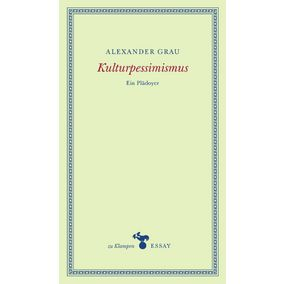 ALEXANDER GRAU
Kulturpessimismus
Ein Plädoyer
zu Klampen ESSAY